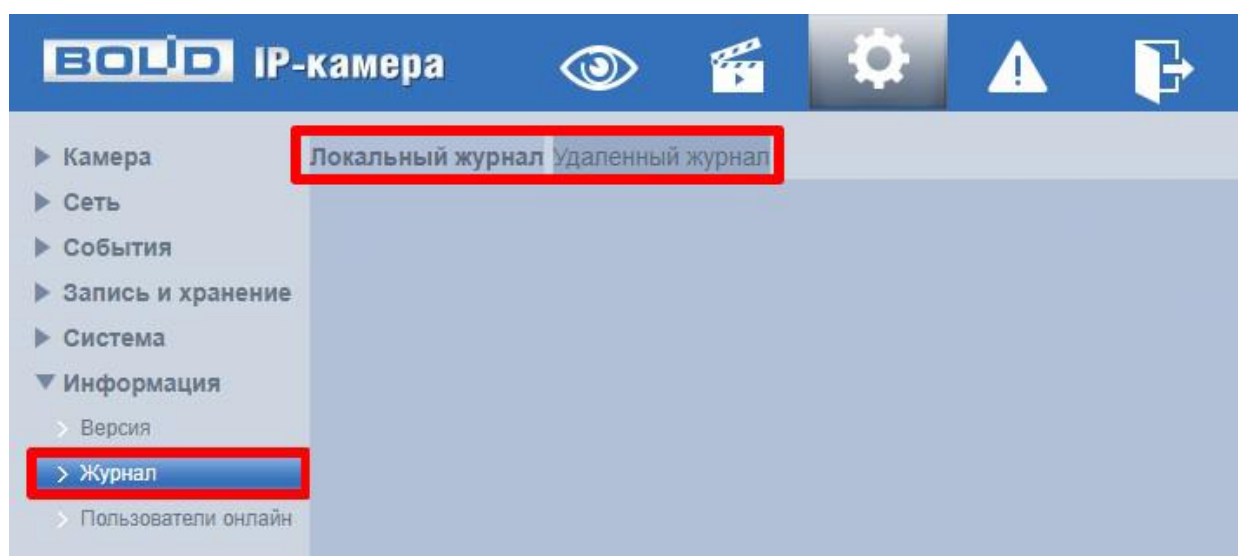 BOLID IP-камера
Камера
Локальный журнал Удаленный журнал
Сеть
События
Запись и хранение
Система
Информация
Версия
Журнал
Пользователи онлайн